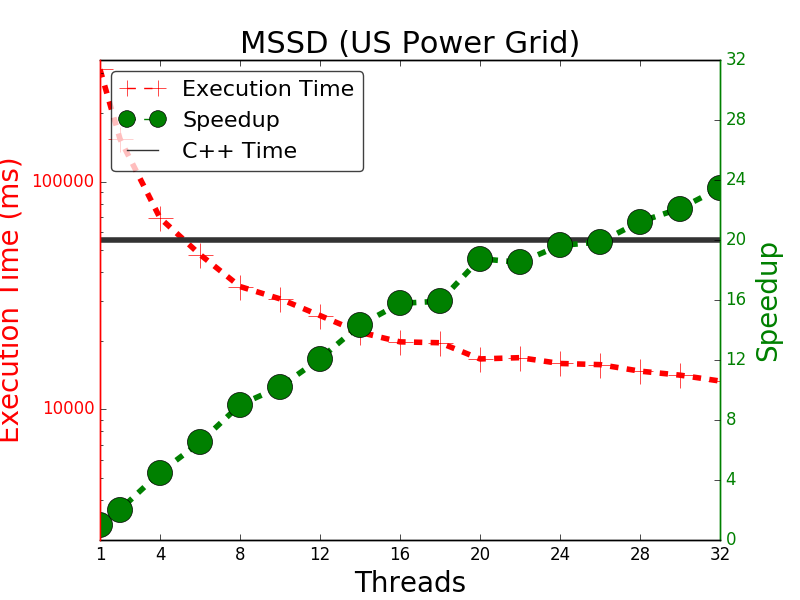 MSSD (US Power Grid)
Execution Time
Speedup
C++ Time
Execution Time (ms)
100000
10000
32
28
24
20
16
12
8
4
0
Speedup
1 4 8 12 16 20 24 28 32
Threads